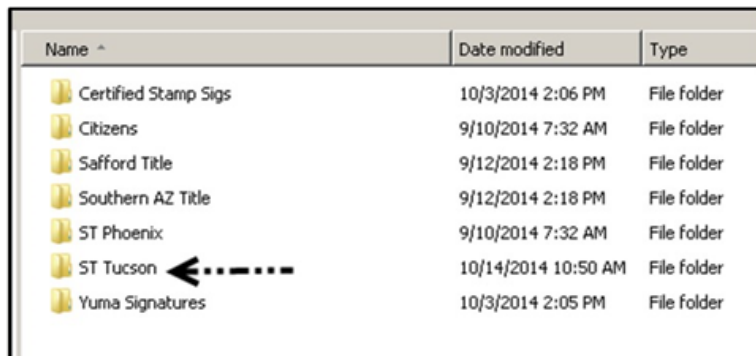 Name Date modified Type
Certified Stamp Sigs 10/3/2014 2:06 PM File folder
Citizens 9/10/2014 7:32 AM File folder
Safford Title 9/12/2014 2:18 PM File folder
Southern AZ Title 9/12/2014 2:18 PM File folder
ST Phoenix 9/10/2014 7:32 AM File folder
ST Tucson 10/14/2014 10:50 AM File folder
Yuma Signatures 10/3/2014 2:05 PM File folder